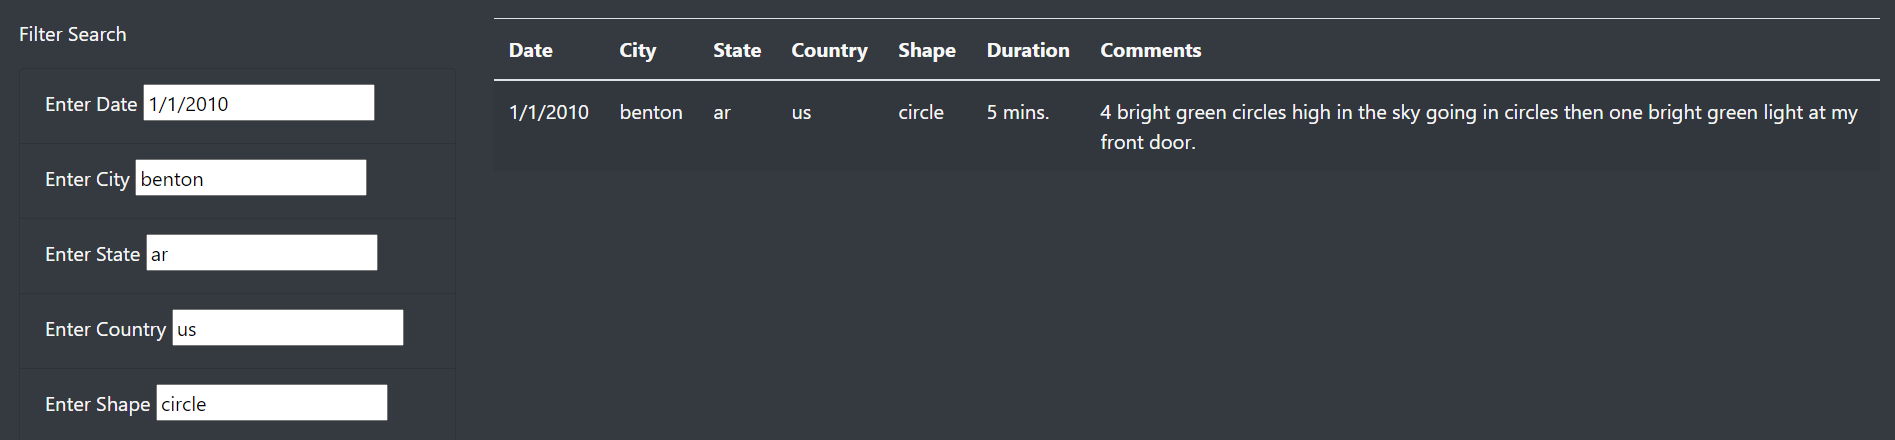 Filter Search
Enter Date 1/1/2010
Enter City benton
Enter State ar
Enter Country us
Enter Shape circle
Date City State Country Shape Duration Comments
1/1/2010 benton ar us circle 5 mins. 4 bright green circles high in the sky going in circles then one bright green light at my
front door.